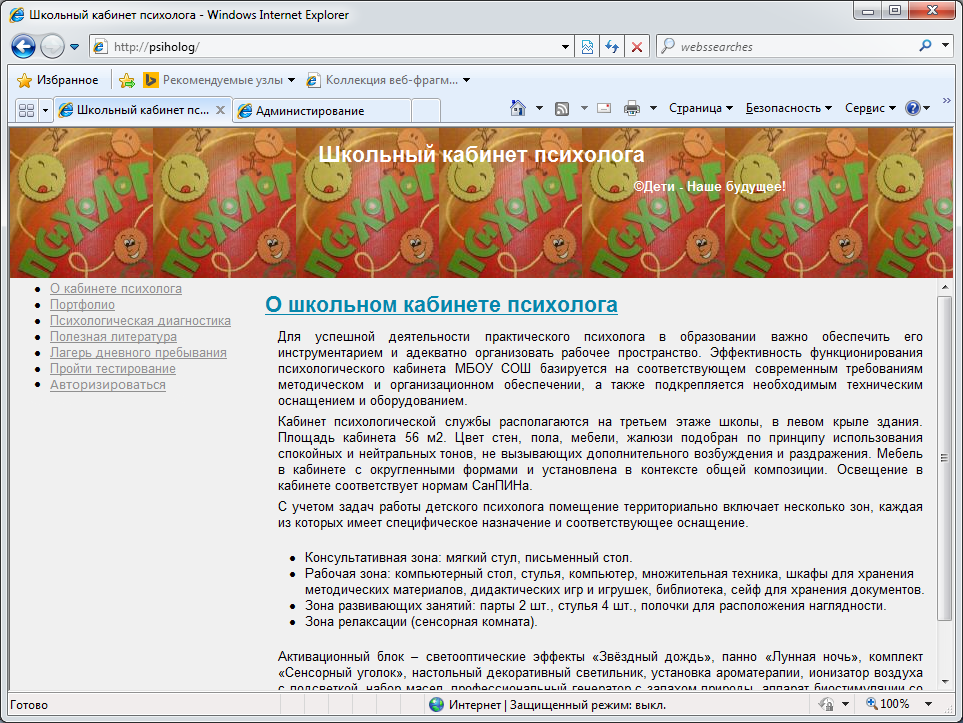 Школьный кабинет психолога - Windows Internet Explorer
http://psiholog/
webssearches
Избранное
Рекомендуемые узлы
Коллекция веб-фрагм...
Школьный кабинет пс...
Администрирование
Страница
Безопасность
Сервис
Школьный кабинет психолога
©Дети - Наше будущее!
ПСИХОЛОГ ПСИХОЛОГ ПСИХОЛОГ ПСИХОЛОГ ПСИХОЛОГ ПСИХОЛОГ
О кабинете психолога
Портфолио
Психологическая диагностика
Полезная литература
Лагерь дневного пребывания
Пройти тестирование
Авторизироваться
О школьном кабинете психолога
Для успешной деятельности практического психолога в образовании важно обеспечить его
инструментарием и адекватно организовать рабочее пространство. Эффективность функционирования
психологического кабинета МБОУ СОШ базируется на соответствующем современным требованиям
методическом и организационном обеспечении, а также подкрепляется необходимым техническим
оснащением и оборудованием.
Кабинет психологической службы располагаются на третьем этаже школы, в левом крыле здания.
Площадь кабинета 56 м2. Цвет стен, пола, мебели, жалюзи подобран по принципу использования
спокойных и нейтральных тонов, не вызывающих дополнительного возбуждения и раздражения. Мебель
в кабинете с округленными формами и установлена в контексте общей композиции. Освещение в
кабинете соответствует нормам СанПИНа.
С учетом задач работы детского психолога помещение территориально включает несколько зон, каждая
из которых имеет специфическое назначение и соответствующее оснащение.
Консультативная зона: мягкий стул, письменный стол.
Рабочая зона: компьютерный стол, стулья, компьютер, множительная техника, шкафы для хранения
методических материалов, дидактических игр и игрушек, библиотека, сейф для хранения документов.
Зона развивающих занятий: парты 2 шт., стулья 4 шт., полочки для расположения наглядности.
Зона релаксации (сенсорная комната).
Активационный блок – светооптические эффекты «Звёздный дождь», панно «Лунная ночь», комплект
«Сенсорный уголок», настольный декоративный светильник, установка ароматерапии, ионизатор воздуха
с подсветкой, набор масел, профессиональный генератор с запахом природы, аппарат биостимуляции со
Готово
Интернет | Защищенный режим: выкл.
100%